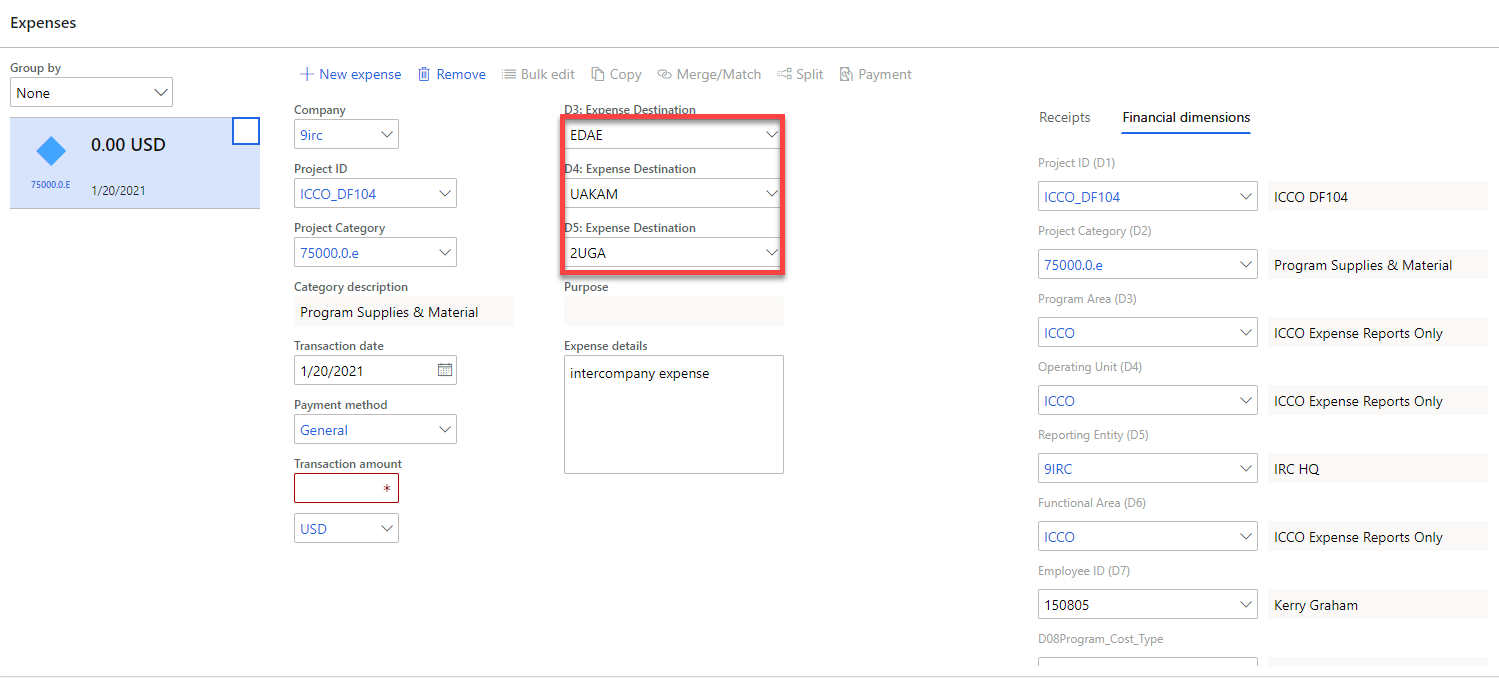 Expenses
Group by
None
0.00 USD
75000.0.E
1/20/2021
New expense Remove Bulk edit Copy Merge/Match Split Payment
Company
9irc
Project ID
ICCO_DF104
Project Category
75000.0.e
Category description
Program Supplies & Material
Transaction date
1/20/2021
Payment method
General
Transaction amount
*
USD
D3: Expense Destination
EDAE
D4: Expense Destination
UAKAM
D5: Expense Destination
2UGA
Purpose
Expense details
intercompany expense
Receipts Financial dimensions
Project ID (D1)
ICCO_DF104 ICCO DF104
Project Category (D2)
75000.0.e Program Supplies & Material
Program Area (D3)
ICCO ICCO Expense Reports Only
Operating Unit (D4)
ICCO ICCO Expense Reports Only
Reporting Entity (D5)
9IRC IRC HQ
Functional Area (D6)
ICCO ICCO Expense Reports Only
Employee ID (D7)
150805 Kerry Graham
D08Program_Cost_Type